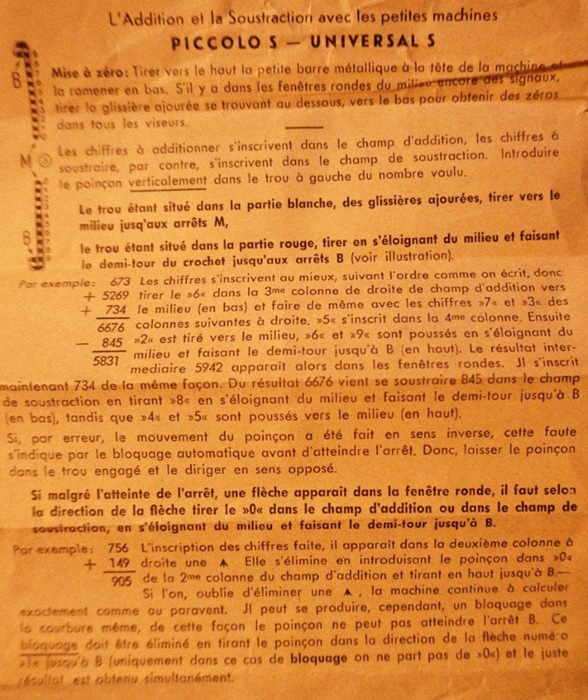 L'Addition et la Soustraction avec les petites machines
PICCOLO S — UNIVERSAL S
Mise à zéro: Tirer vers le haut la petite barre métallique à la tête de la machine et
la ramener en bas. S'il y a dans les fenêtres rondes du milieu encore des signaux,
tirer la glissière ajourée se trouvant au dessous, vers le bas pour obtenir des zéros
dans tous les viseurs.
B
M
B
Les chiffres à additionner s'inscrivent dans le champ d'addition, les chiffres à
soustraire, par contre, s'inscrivent dans le champ de soustraction. Introduire
le poinçon verticalement dans le trou à gauche du nombre voulu.
Le trou étant situé dans la partie blanche, des glissières ajourées, tirer vers le
milieu jusqu'aux arrêts M,
le trou étant situé dans la partie rouge, tirer en s'éloignant du milieu et faisant
le demi-tour du crochet jusqu'aux arrêts B (voir illustration).
Par exemple: 673 Les chiffres s'inscrivent au mieux, suivant l'ordre comme on écrit, donc
+ 5269 tirer le »6« dans la 3me colonne de droite de champ d'addition vers
+ 734 le milieu (en bas) et faire de même avec les chiffres »7« et »3« des
6676 colonnes suivantes à droite. »5« s'inscrit dans la 4me colonne. Ensuite
— 845 »2« est tiré vers le milieu, »6« et »9« sont poussés en s'éloignant du
5831 milieu et faisant le demi-tour jusqu'à B (en haut). Le résultat inter-
mediaire 5942 apparaît alors dans les fenêtres rondes. Jl s'inscrit
maintenant 734 de la même façon. Du résultat 6676 vient se soustraire 845 dans le champ
de soustraction en tirant »8« en s'éloignant du milieu et faisant le demi-tour jusqu'à B
(en bas), tandis que »4« et »5« sont poussés vers le milieu (en haut).
Si, par erreur, le mouvement du poinçon a été fait en sens inverse, cette faute
s'indique par le bloquage automatique avant d'atteindre l'arrêt. Donc, laisser le poinçon
dans le trou engagé et le diriger en sens opposé.
Si malgré l'atteinte de l'arrêt, une flèche apparaît dans la fenêtre ronde, il faut selon
la direction de la flèche tirer le »0« dans le champ d'addition ou dans le champ de
soustraction, en s'éloignant du milieu et faisant le demi-tour jusqu'à B.
Par exemple: 756 L'inscription des chiffres faite, il apparaît dans la deuxième colonne à
+ 149 droite une ▲ Elle s'élimine en introduisant le poinçon dans »0«
905 de la 2me colonne du champ d'addition et tirant en haut jusqu'à B.—
Si l'on, oublie d'éliminer une ▲, la machine continue à calculer
exactement comme au paravent. Jl peut se produire, cependant, un bloquage dans
la courbure même, de cette façon le poinçon ne peut pas atteindre l'arrêt B. Ce
bloquage doit être éliminé en tirant le poinçon dans la direction de la flèche numéro
»1« jusqu'à B (uniquement dans ce cas de bloquage on ne part pas de »0«) et le juste
résultat est obtenu simultanément.